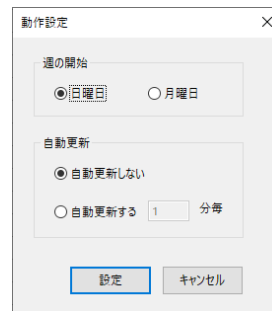 動作設定
週の開始
日曜日 月曜日
自動更新
自動更新しない
自動更新する 1 分毎
設定 キャンセル